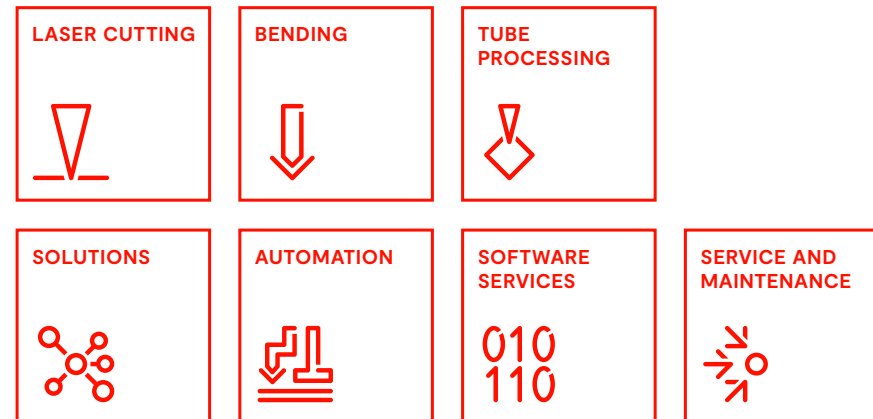 LASER CUTTING
BENDING
TUBE
PROCESSING
SOLUTIONS
AUTOMATION
SOFTWARE
SERVICES
010
110
SERVICE AND
MAINTENANCE